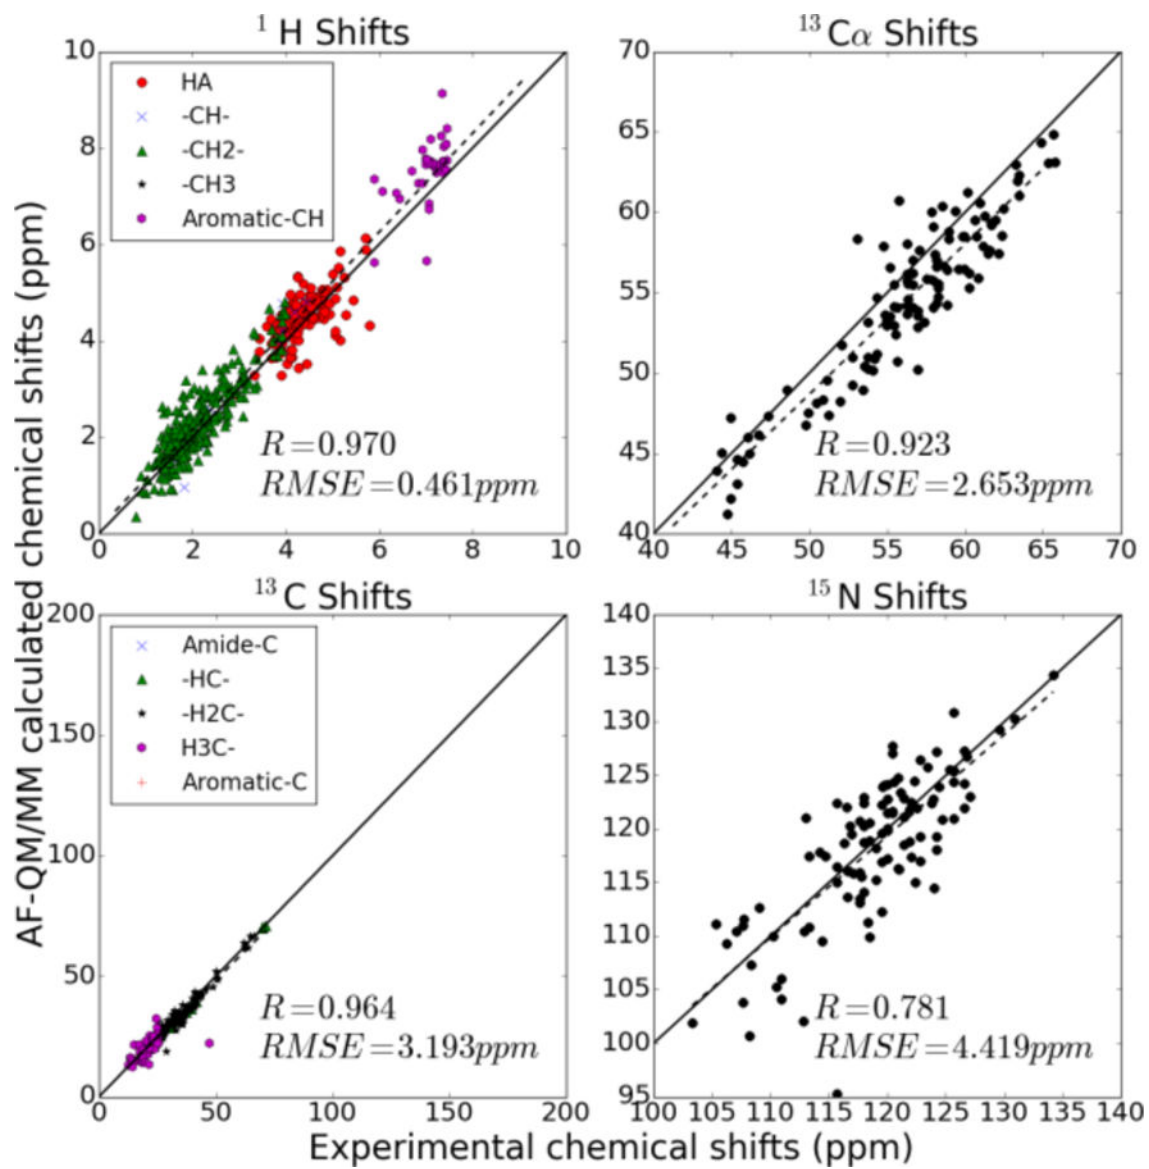 ¹ H Shifts
10
8
6
4
2
0
0 2 4 6 8 10
HA
-CH-
-CH2-
-CH3
Aromatic-CH
R=0.970
RMSE=0.461ppm
¹³Cα Shifts
70
65
60
55
50
45
40
40 45 50 55 60 65 70
R=0.923
RMSE=2.653ppm
AF-QM/MM calculated chemical shifts (ppm)
¹³C Shifts
200
150
100
50
0
0 50 100 150 200
Amide-C
-HC-
-H2C-
H3C-
Aromatic-C
R=0.964
RMSE=3.193ppm
¹⁵N Shifts
140
135
130
125
120
115
110
105
100
95
100 105 110 115 120 125 130 135 140
R=0.781
RMSE=4.419ppm
Experimental chemical shifts (ppm)